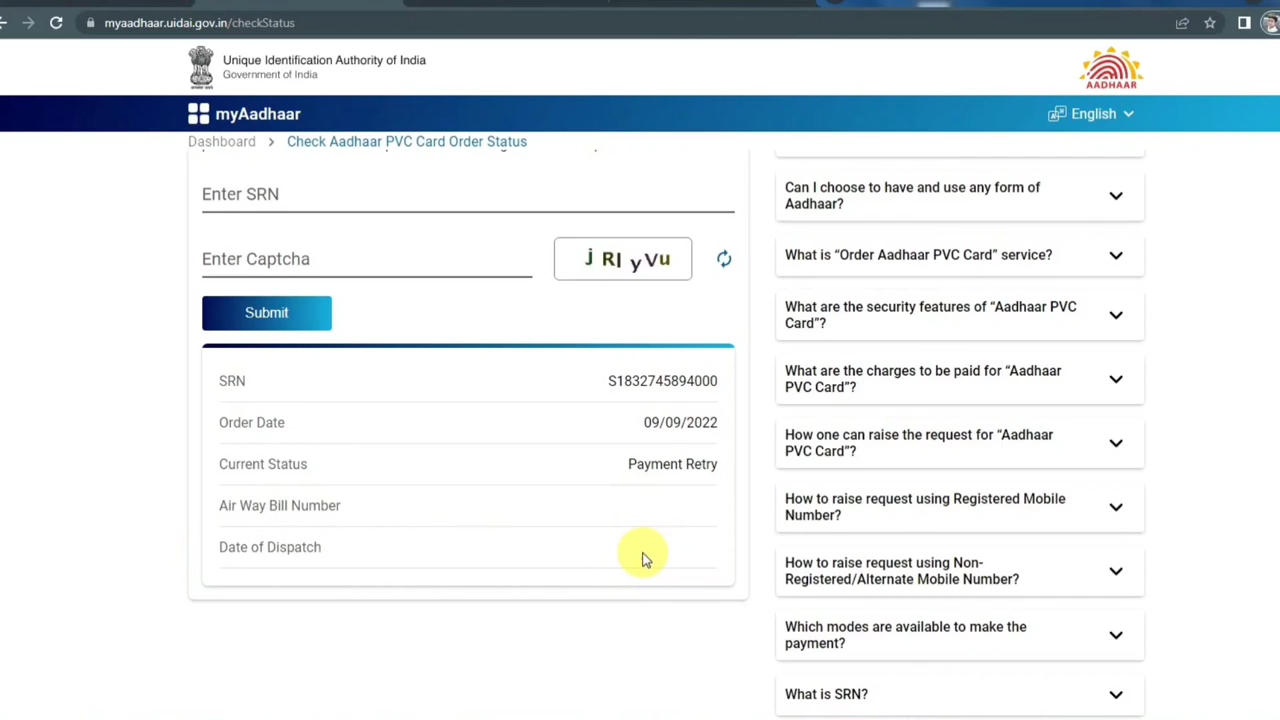 myaadhaar.uidai.gov.in/checkStatus
Unique Identification Authority of India
Government of India
AADHAAR
myAadhaar
English
Dashboard > Check Aadhaar PVC Card Order Status
Enter SRN
Enter Captcha
j Rl y Vu
Submit
SRN S1832745894000
Order Date 09/09/2022
Current Status Payment Retry
Air Way Bill Number
Date of Dispatch
Can I choose to have and use any form of
Aadhaar?
What is “Order Aadhaar PVC Card” service?
What are the security features of “Aadhaar PVC
Card”?
What are the charges to be paid for “Aadhaar
PVC Card”?
How one can raise the request for “Aadhaar
PVC Card”?
How to raise request using Registered Mobile
Number?
How to raise request using Non-
Registered/Alternate Mobile Number?
Which modes are available to make the
payment?
What is SRN?